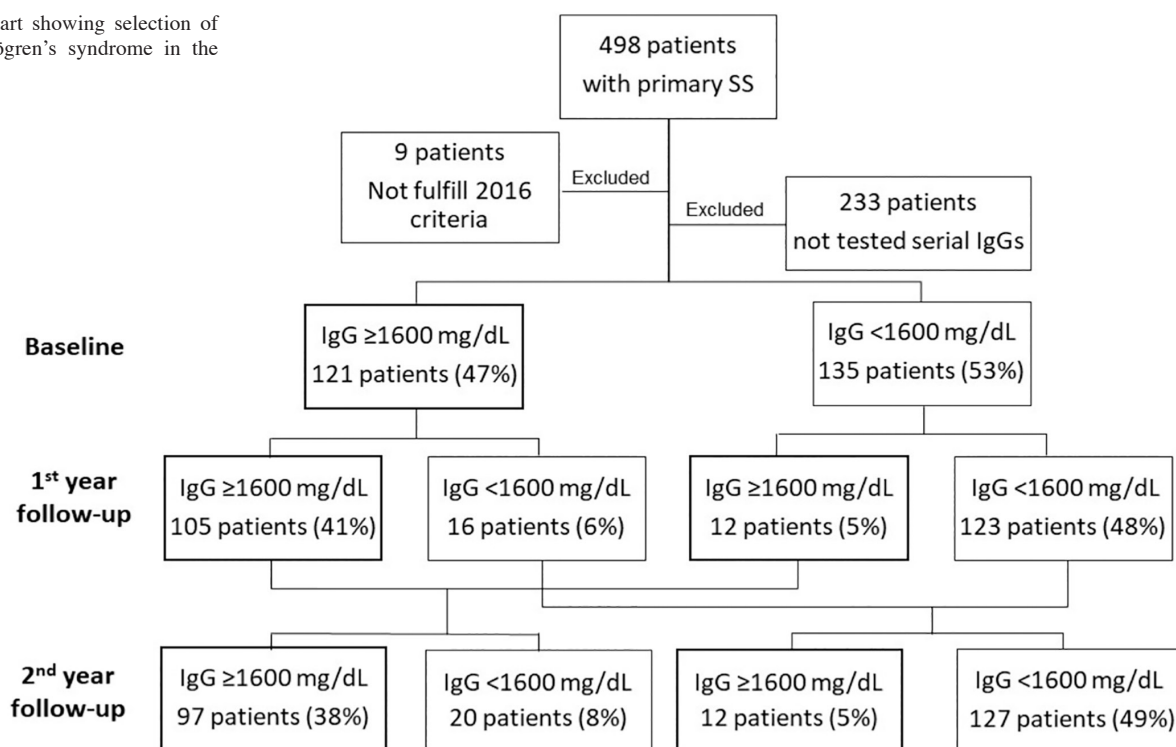 art showing selection of
ögren's syndrome in the
498 patients
with primary SS
9 patients
Not fulfill 2016
criteria
Excluded
Excluded
233 patients
not tested serial IgGs
Baseline
IgG ≥1600 mg/dL
121 patients (47%)
IgG <1600 mg/dL
135 patients (53%)
1st year
follow-up
IgG ≥1600 mg/dL
105 patients (41%)
IgG <1600 mg/dL
16 patients (6%)
IgG ≥1600 mg/dL
12 patients (5%)
IgG <1600 mg/dL
123 patients (48%)
2nd year
follow-up
IgG ≥1600 mg/dL
97 patients (38%)
IgG <1600 mg/dL
20 patients (8%)
IgG ≥1600 mg/dL
12 patients (5%)
IgG <1600 mg/dL
127 patients (49%)